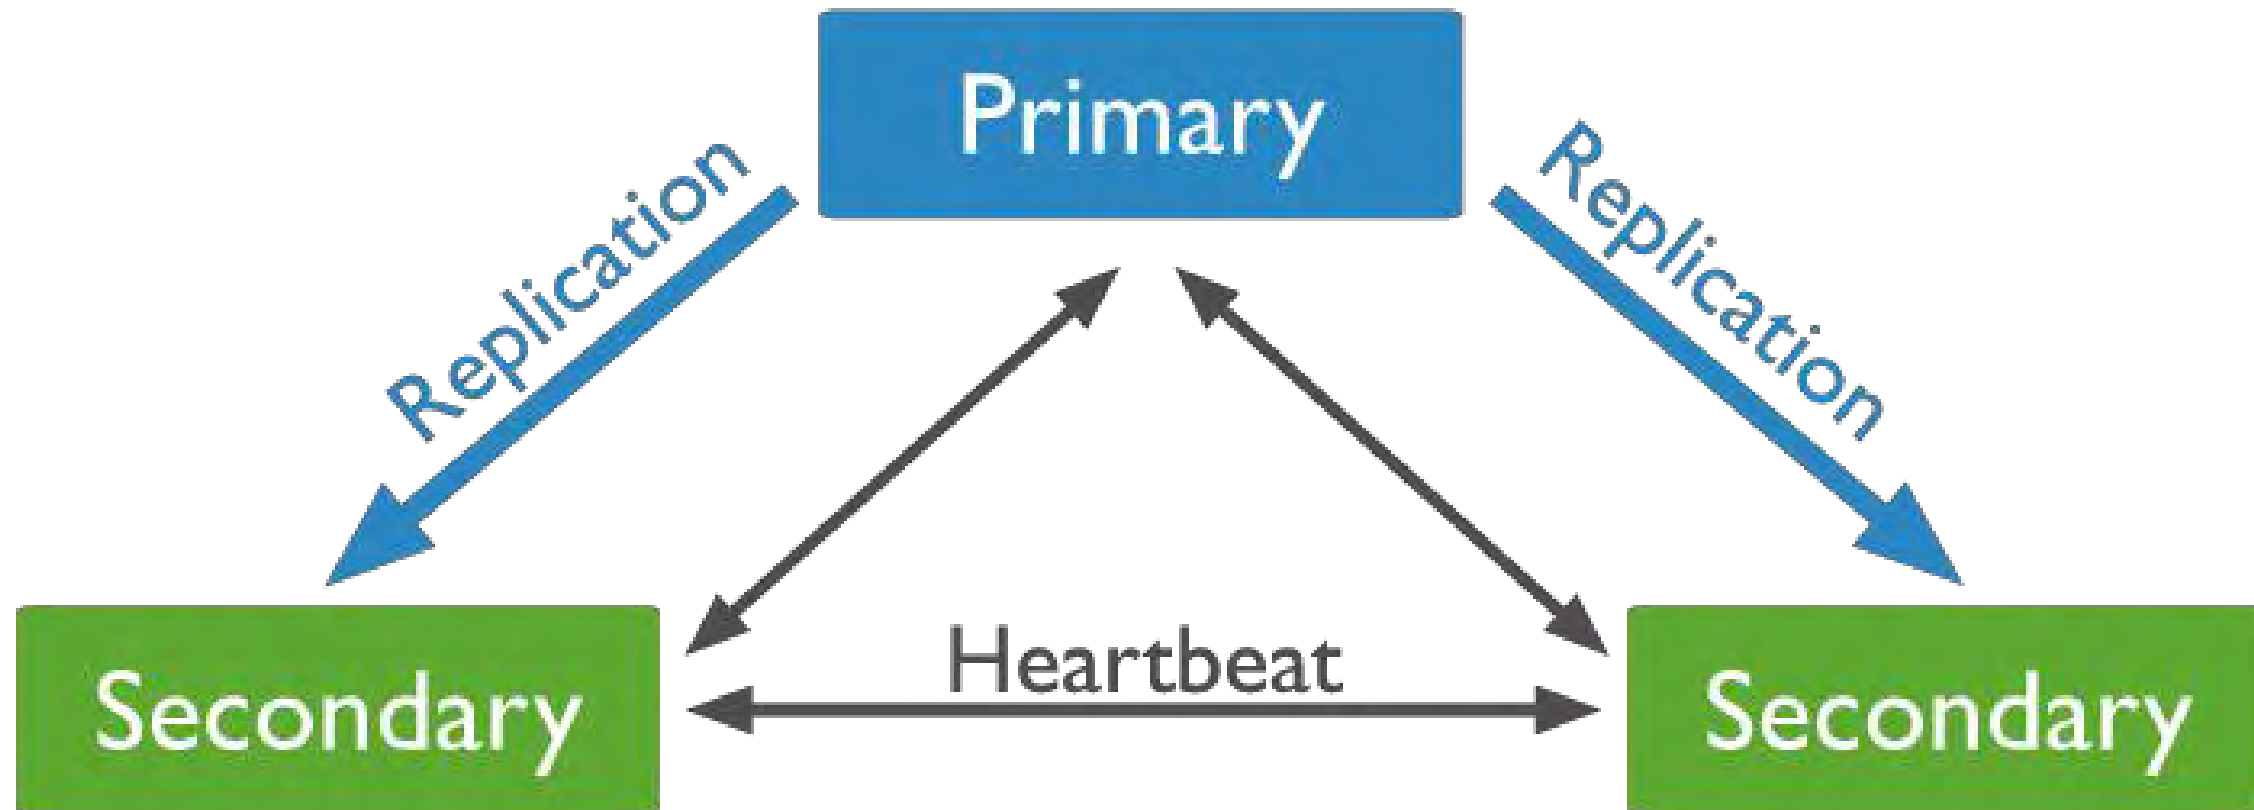 Primary
Replication
Replication
Heartbeat
Secondary
Secondary